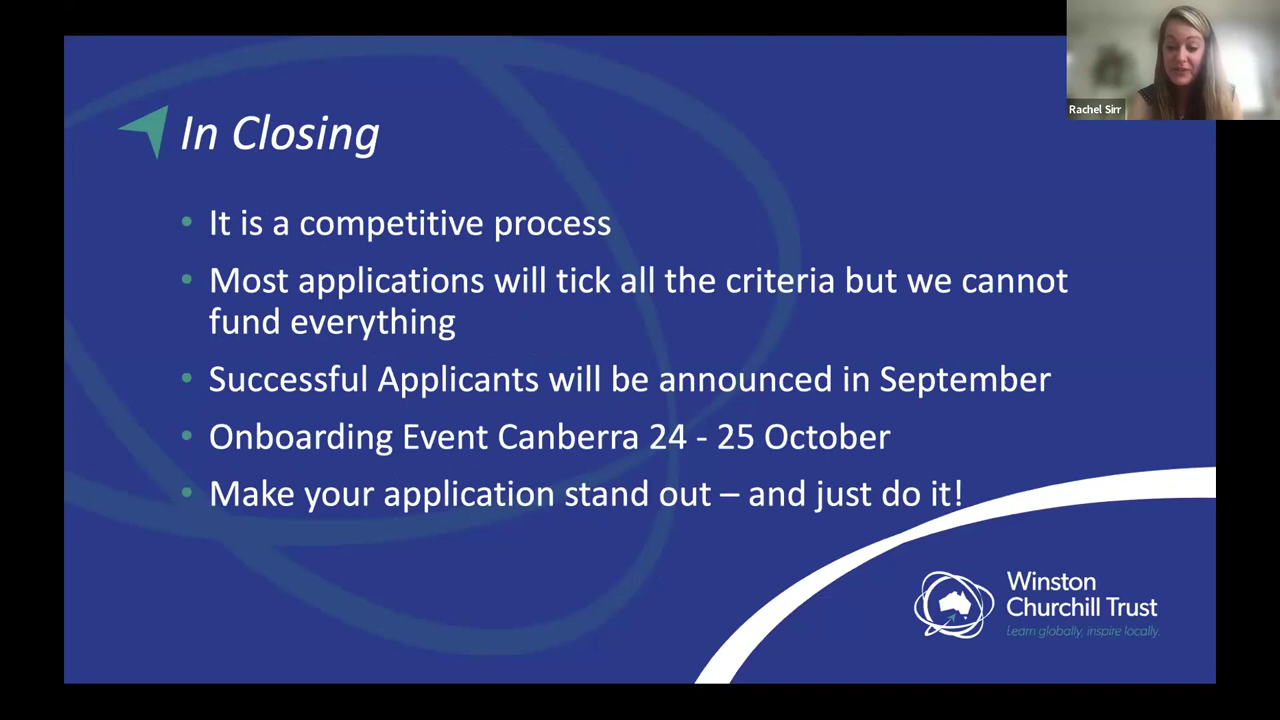 Rachel Sirr
In Closing
• It is a competitive process
• Most applications will tick all the criteria but we cannot
fund everything
• Successful Applicants will be announced in September
• Onboarding Event Canberra 24 - 25 October
• Make your application stand out – and just do it!
Winston
Churchill Trust
Learn globally, inspire locally.